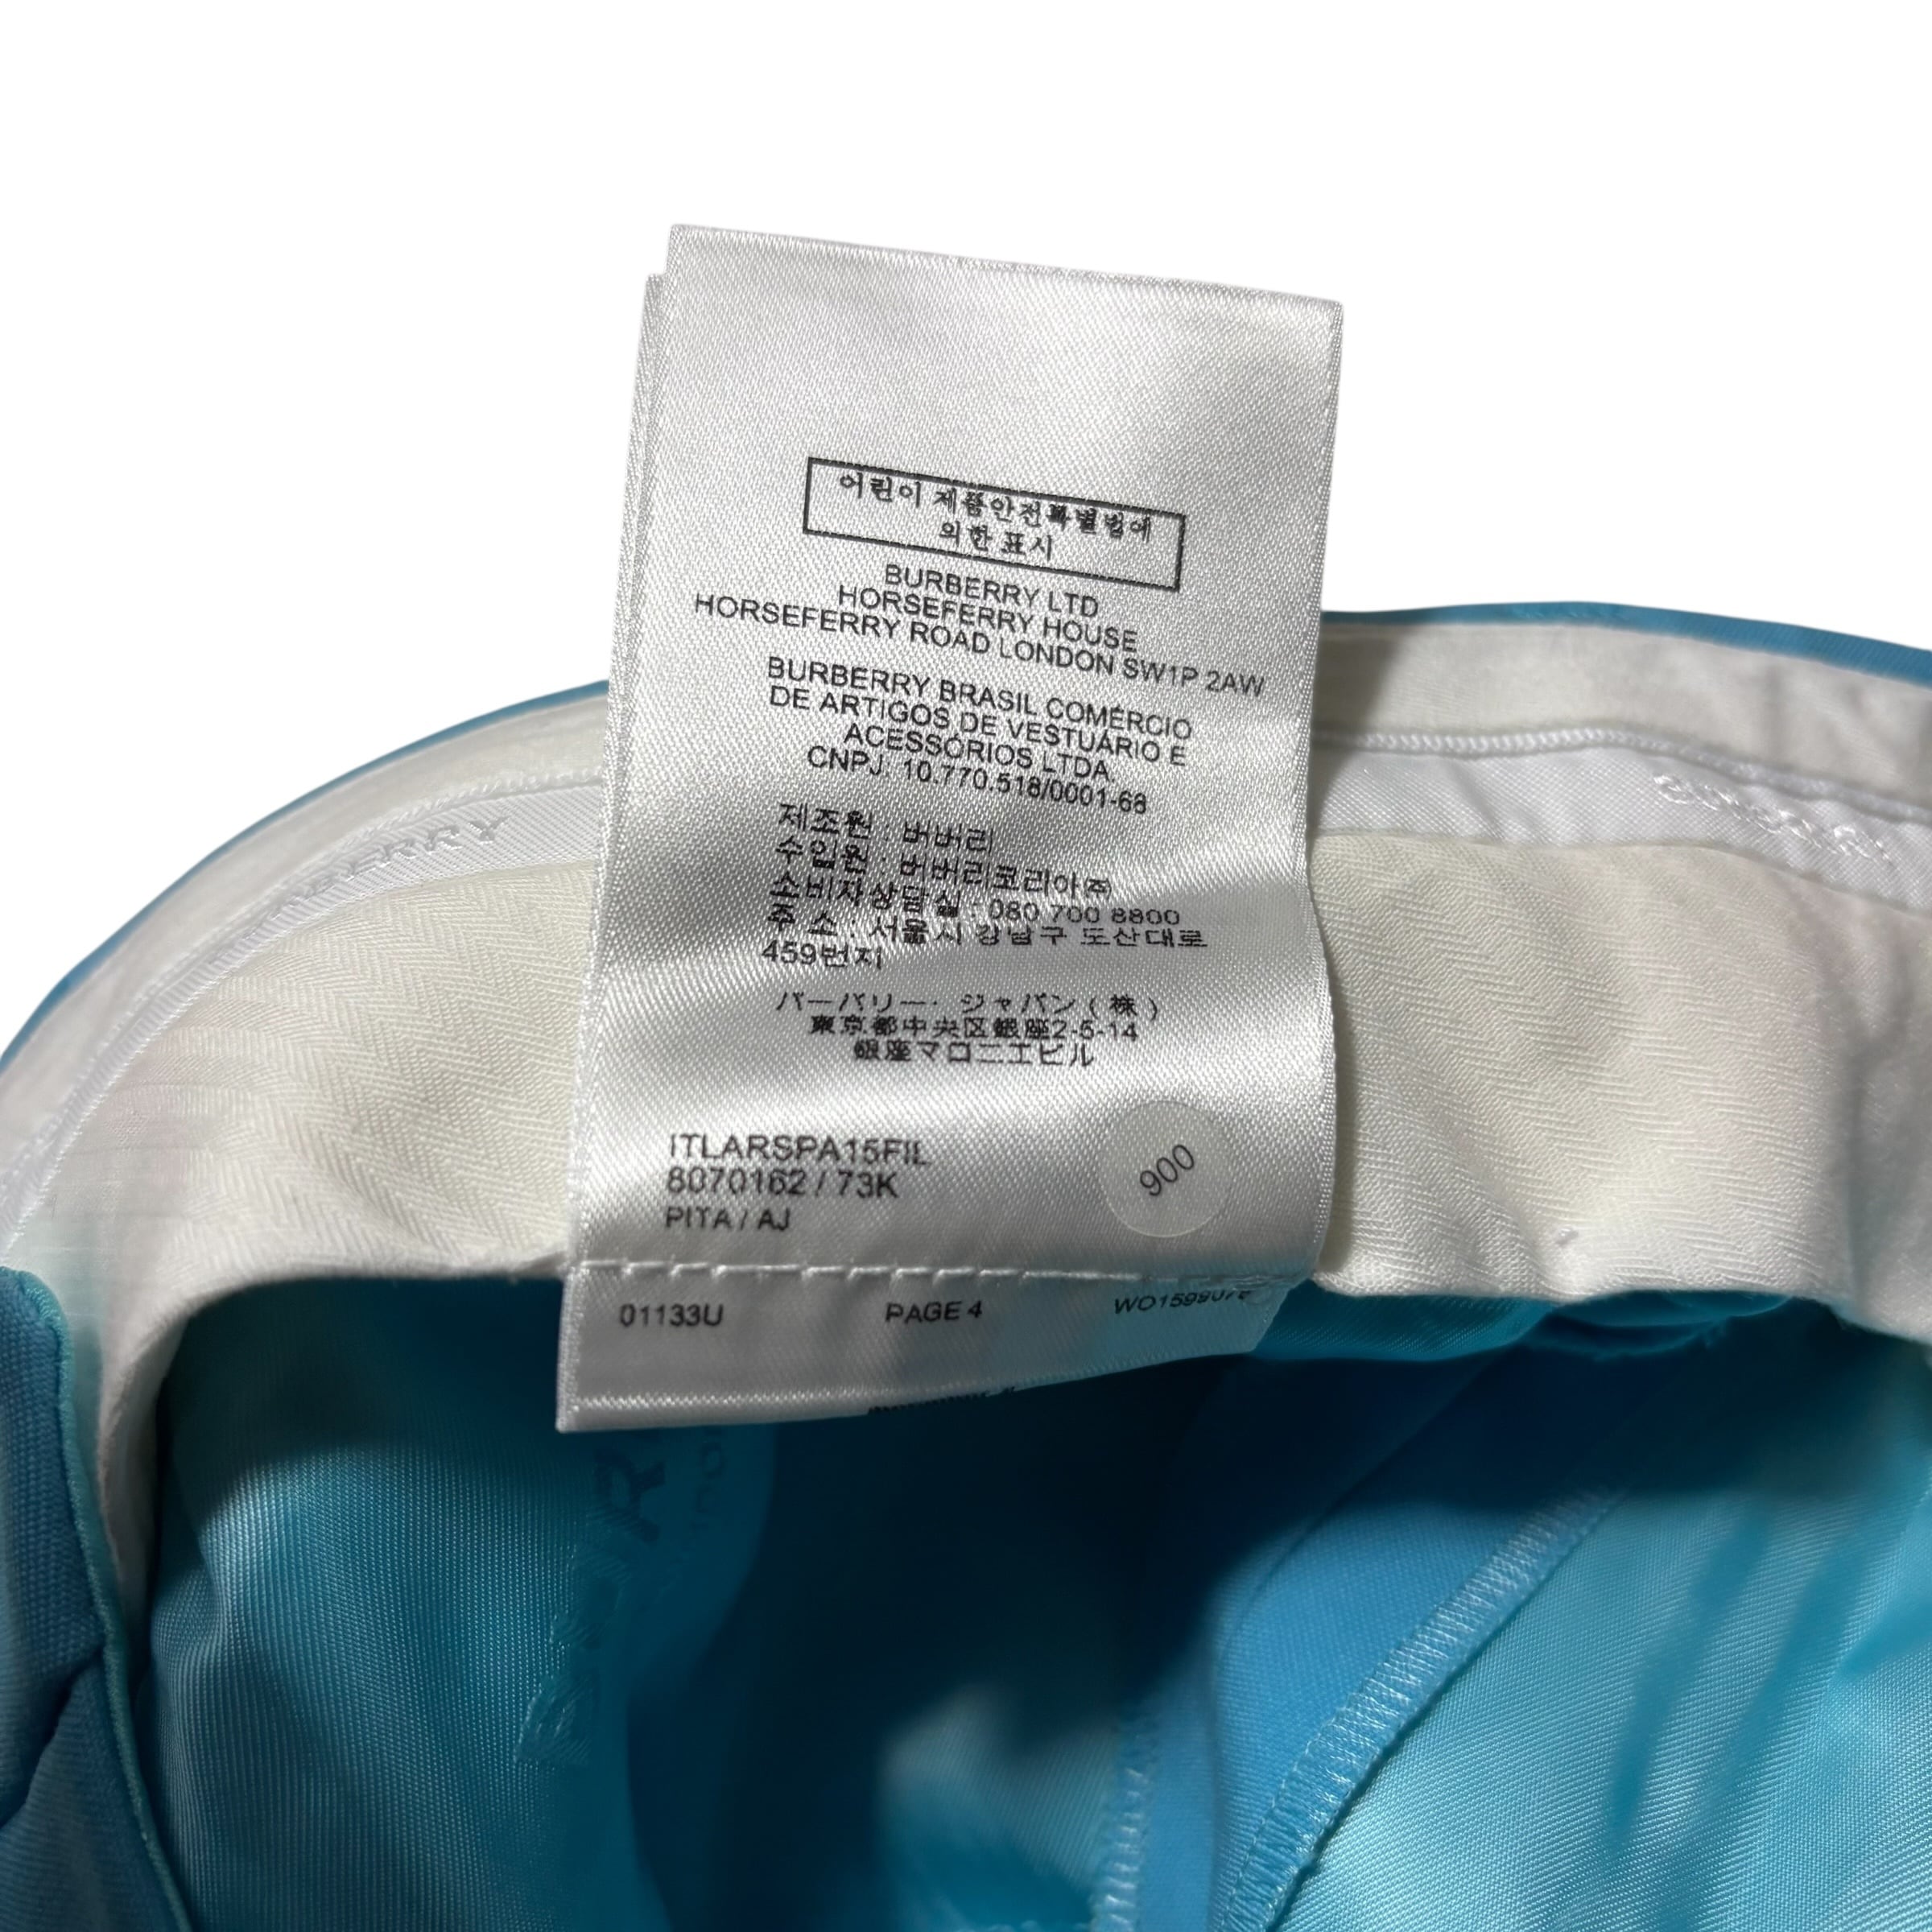 어린이 제품안전특별법에
의한 표시
BURBERRY LTD
HORSEFERRY HOUSE
HORSEFERRY ROAD LONDON SW1P 2AW
BURBERRY BRASIL COMÉRCIO
DE ARTIGOS DE VESTUÁRIO E
ACESSÓRIOS LTDA.
CNPJ: 10.770.518/0001-68
제조원 : 버버리
수입원 : 버버리코리아㈜
소비자상담실 : 080 700 8800
주소 : 서울시 강남구 도산대로
459번지
バーバリー・ジャパン(株)
東京都中央区銀座2-5-14
銀座マロニエビル
ITLARSPA15FIL
8070162 / 73K
PITA / AJ
900
01133U PAGE 4